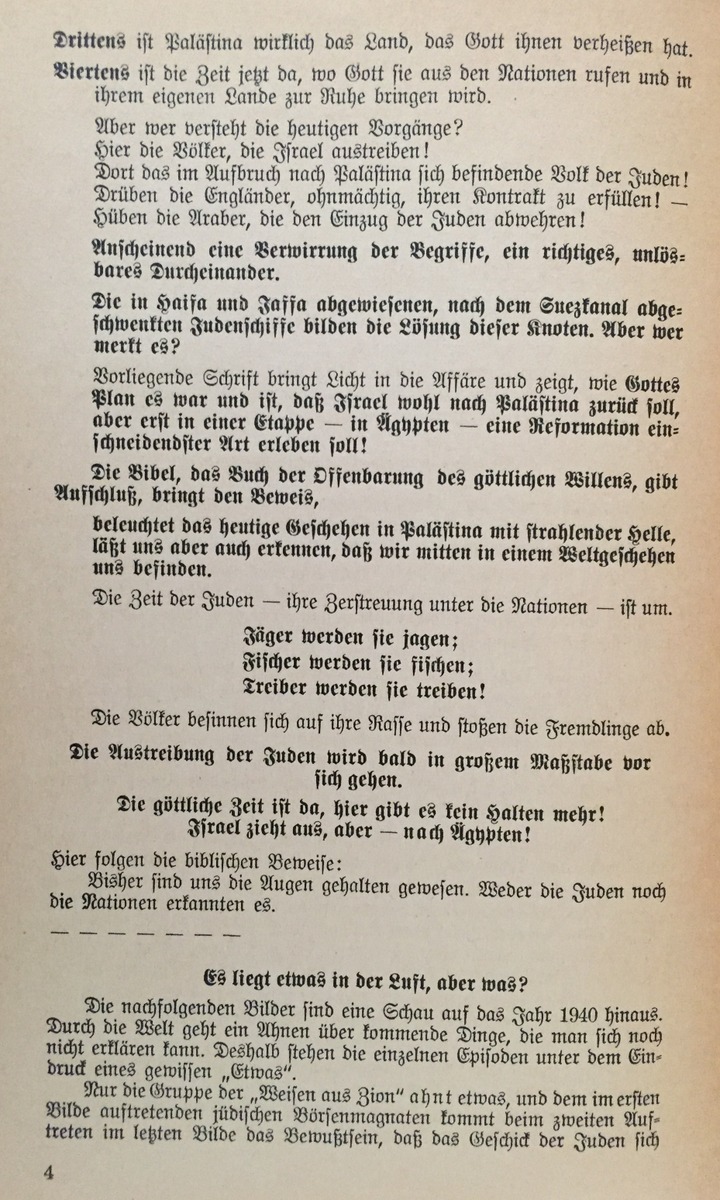 Drittens ist Palästina wirklich das Land, das Gott ihnen verheißen hat.
Viertens ist die Zeit jetzt da, wo Gott sie aus den Nationen rufen und in
ihrem eigenen Lande zur Ruhe bringen wird.
Aber wer versteht die heutigen Vorgänge?
Hier die Völker, die Israel austreiben!
Dort das im Aufbruch nach Palästina sich befindende Volk der Juden!
Drüben die Engländer, ohnmächtig, ihren Kontrakt zu erfüllen! —
Hüben die Araber, die den Einzug der Juden abwehren!
Anscheinend eine Verwirrung der Begriffe, ein richtiges, unlös-
bares Durcheinander.
Die in Haifa und Jaffa abgewiesenen, nach dem Suezkanal abge-
schwenkten Judenschiffe bilden die Lösung dieser Knoten. Aber wer
merkt es?
Vorliegende Schrift bringt Licht in die Affäre und zeigt, wie Gottes
Plan es war und ist, daß Israel wohl nach Palästina zurück soll,
aber erst in einer Etappe — in Ägypten — eine Reformation ein-
schneidendster Art erleben soll!
Die Bibel, das Buch der Offenbarung des göttlichen Willens, gibt
Aufschluß, bringt den Beweis,
beleuchtet das heutige Geschehen in Palästina mit strahlender Helle,
läßt uns aber auch erkennen, daß wir mitten in einem Weltgeschehen
uns befinden.
Die Zeit der Juden — ihre Zerstreuung unter die Nationen — ist um.
Jäger werden sie jagen;
Fischer werden sie fischen;
Treiber werden sie treiben!
Die Völker besinnen sich auf ihre Rasse und stoßen die Fremdlinge ab.
Die Austreibung der Juden wird bald in großem Maßstabe vor
sich gehen.
Die göttliche Zeit ist da, hier gibt es kein Halten mehr!
Israel zieht aus, aber — nach Ägypten!
Hier folgen die biblischen Beweise:
Bisher sind uns die Augen gehalten gewesen. Weder die Juden noch
die Nationen erkannten es.
— — — — — — —
Es liegt etwas in der Luft, aber was?
Die nachfolgenden Bilder sind eine Schau auf das Jahr 1940 hinaus.
Durch die Welt geht ein Ahnen über kommende Dinge, die man sich noch
nicht erklären kann. Deshalb stehen die einzelnen Episoden unter dem Ein-
druck eines gewissen „Etwas“.
Nur die Gruppe der „Weisen aus Zion“ ahnt etwas, und dem im ersten
Bilde auftretenden jüdischen Börsenmagnaten kommt beim zweiten Auf-
treten im letzten Bilde das Bewußtsein, daß das Geschick der Juden sich
4